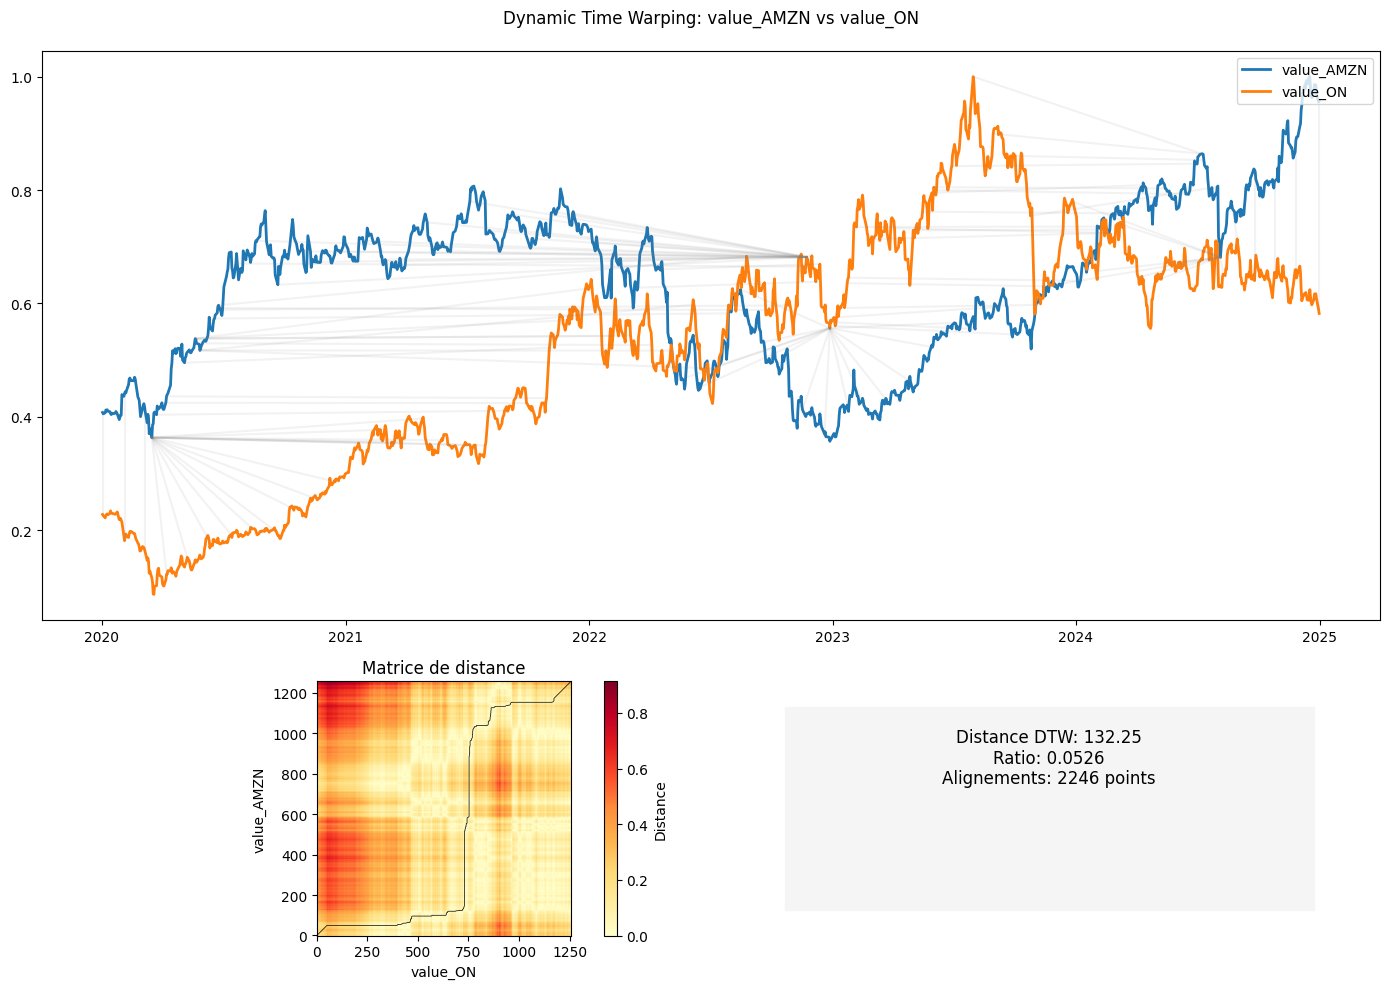 Dynamic Time Warping: value_AMZN vs value_ON
value_AMZN
value_ON
1.0
0.8
0.6
0.4
0.2
2020 2021 2022 2023 2024 2025
Matrice de distance
value_AMZN
1200
1000
800
600
400
200
0
0 250 500 750 1000 1250
value_ON
0.8
0.6
0.4
0.2
0.0
Distance
Distance DTW: 132.25
Ratio: 0.0526
Alignements: 2246 points